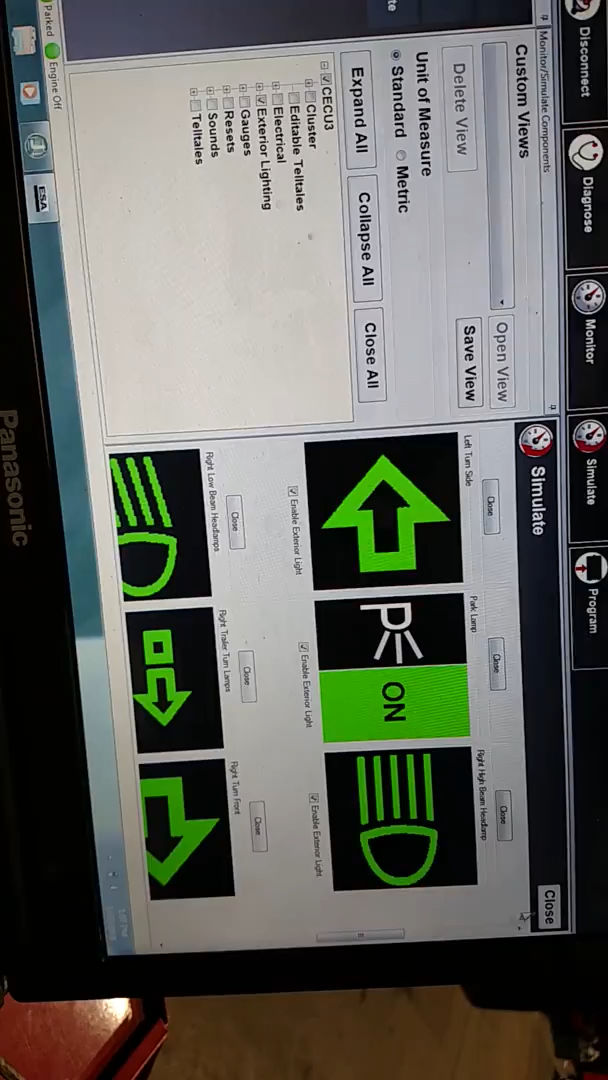 Disconnect
Diagnose
Monitor
Simulate
Program
Monitor/Simulate Components
Custom Views
Open View
Delete View
Save View
Unit of Measure
Standard
Metric
Expand All
Collapse All
Close All
CECU3
Cluster
Editable Telltales
Electrical
Exterior Lighting
Gauges
Resets
Sounds
Telltales
Simulate
Close
Left Turn Side
Close
Enable Exterior Light
Park Lamp
Close
P
ON
Enable Exterior Light
Right High Beam Headlamp
Close
Enable Exterior Light
Right Low Beam Headlamps
Close
Right Trailer Turn Lamps
Close
Right Turn Front
Close
Parked
Engine Off
ESA
Panasonic